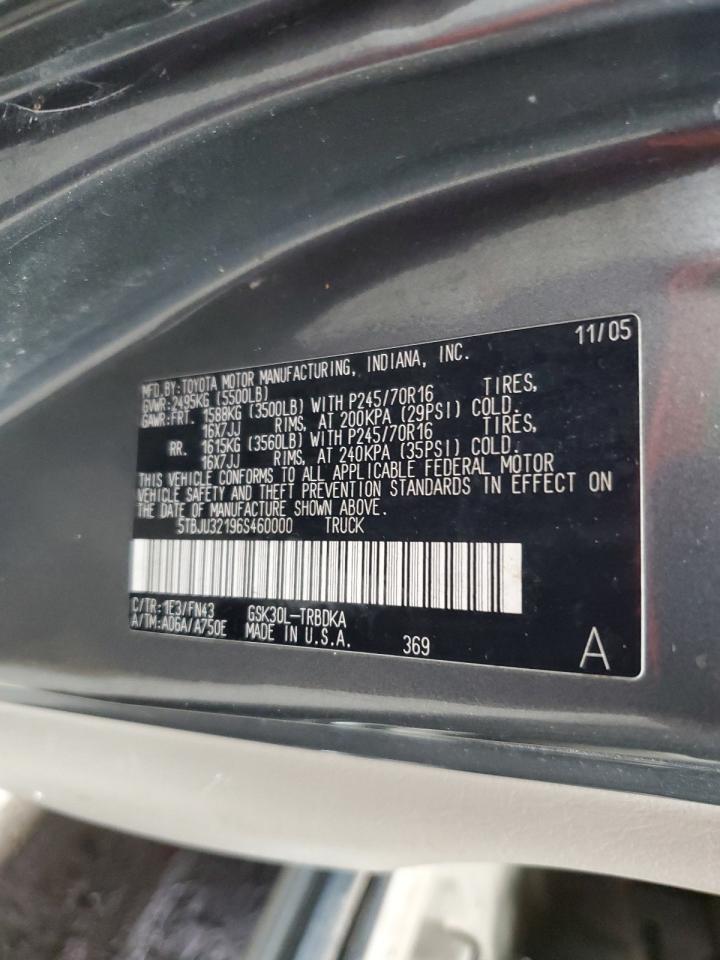 11/05
MFD.BY:TOYOTA MOTOR MANUFACTURING, INDIANA, INC.
GVWR:2495KG (5500LB)
GAWR:FRT. 1588KG (3500LB) WITH P245/70R16 TIRES,
16X7JJ RIMS, AT 200KPA (29PSI) COLD.
RR. 1615KG (3560LB) WITH P245/70R16 TIRES,
16X7JJ RIMS, AT 240KPA (35PSI) COLD.
THIS VEHICLE CONFORMS TO ALL APPLICABLE FEDERAL MOTOR
VEHICLE SAFETY AND THEFT PREVENTION STANDARDS IN EFFECT ON
THE DATE OF MANUFACTURE SHOWN ABOVE.
5TBJU32196S460000 TRUCK
C/TR:1E3/FN43 GSK30L-TRBDKA
A/TM:A06A/A750E MADE IN U.S.A. 369 A